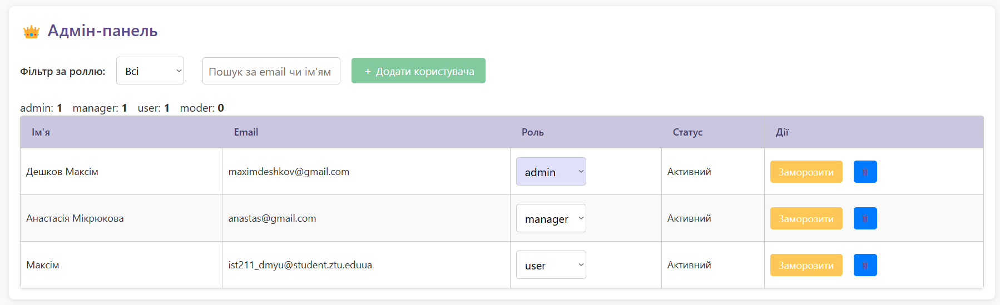 Адмін-панель
Фільтр за роллю: Всі Пошук за email чи ім'ям + Додати користувача
admin: 1 manager: 1 user: 1 moder: 0
Ім'я Email Роль Статус Дії
Дешков Максім maximdeshkov@gmail.com admin Активний Заморозити
Анастасія Мікрюкова anastas@gmail.com manager Активний Заморозити
Максім ist211_dmyu@student.ztu.eduua user Активний Заморозити